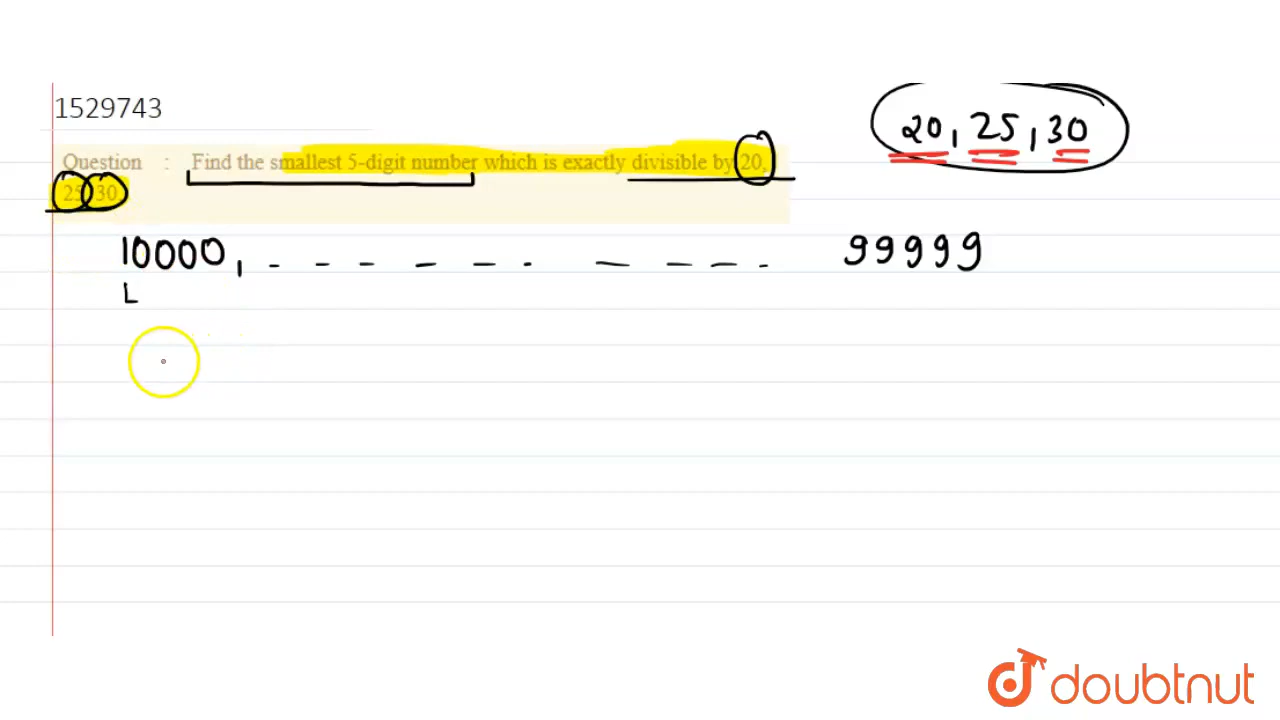 1529743
20, 25, 30
Question : Find the smallest 5-digit number which is exactly divisible by 20,
25, 30
10000, 99999
L
doubtnut